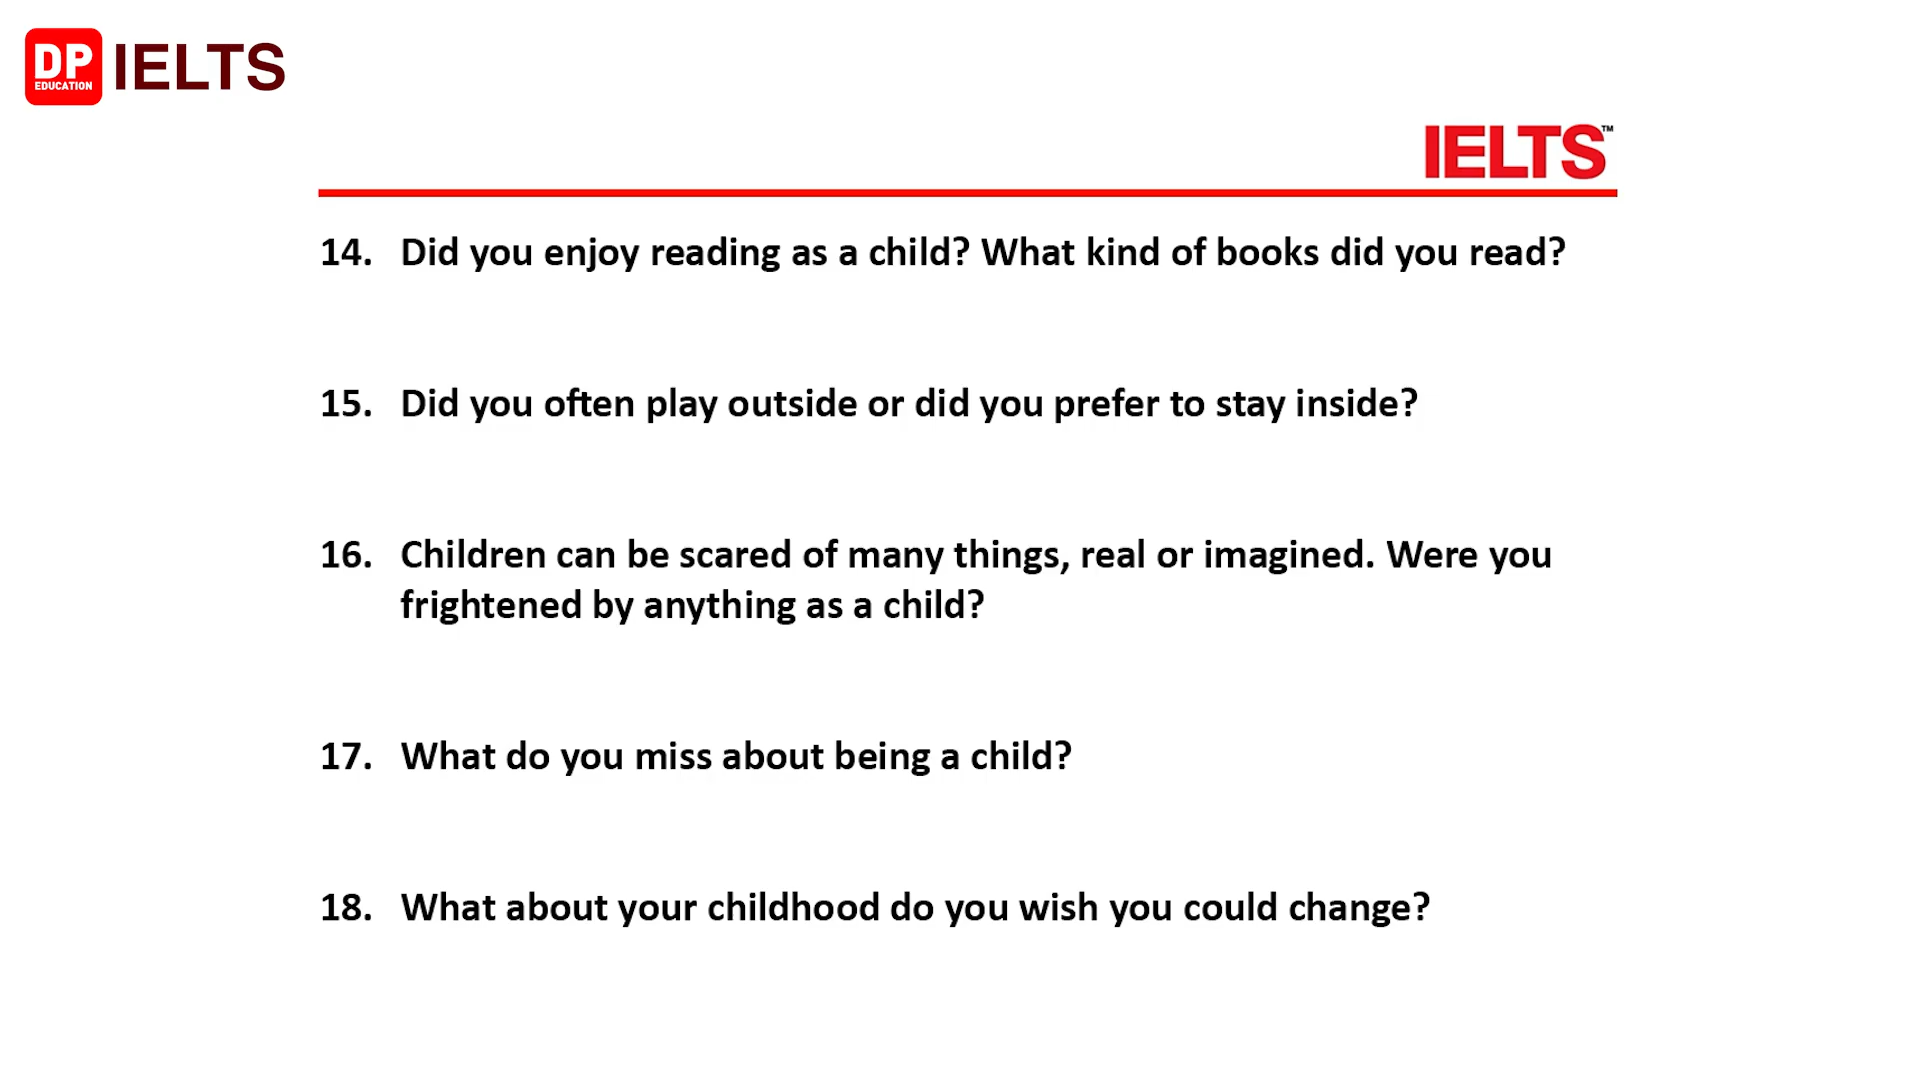 DP
EDUCATION
IELTS
IELTS™
14. Did you enjoy reading as a child? What kind of books did you read?
15. Did you often play outside or did you prefer to stay inside?
16. Children can be scared of many things, real or imagined. Were you
frightened by anything as a child?
17. What do you miss about being a child?
18. What about your childhood do you wish you could change?